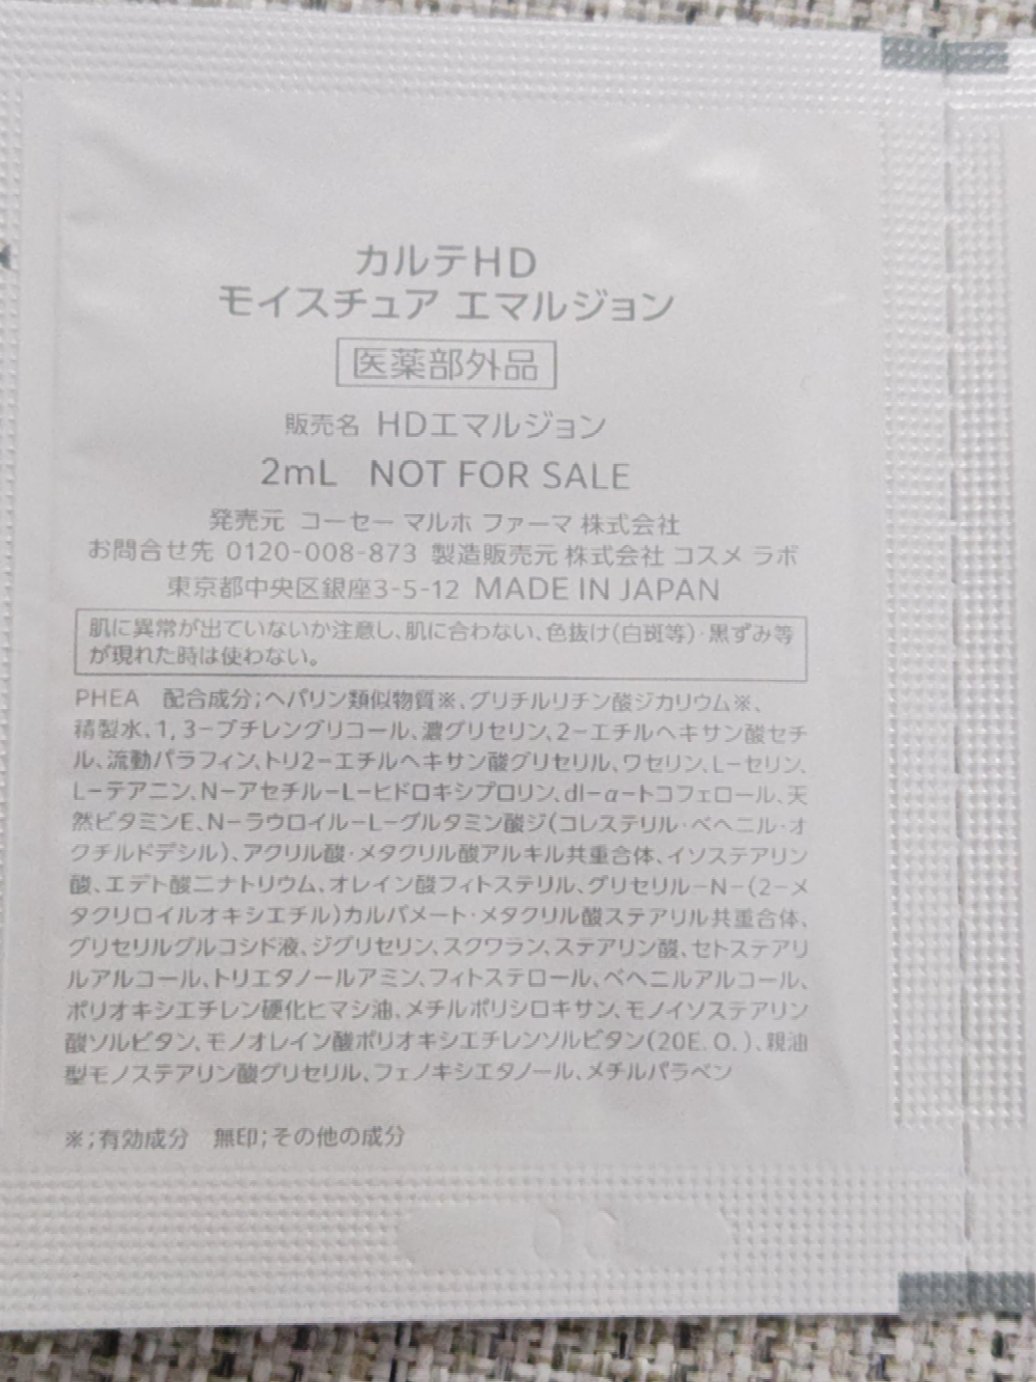 カルテHD
モイスチュア エマルジョン
医薬部外品
販売名 HDエマルジョン
2mL NOT FOR SALE
発売元 コーセー マルホ ファーマ 株式会社
お問合せ先 0120-008-873 製造販売元 株式会社 コスメ ラボ
東京都中央区銀座3-5-12 MADE IN JAPAN
肌に異常が出ていないか注意し、肌に合わない、色抜け(白斑等)・黒ずみ等
が現れた時は使わない。
PHEA 配合成分;ヘパリン類似物質※、グリチルリチン酸ジカリウム※、
精製水、1,3−ブチレングリコール、濃グリセリン、2−エチルヘキサン酸セチ
ル、流動パラフィン、トリ2−エチルヘキサン酸グリセリル、ワセリン、L−セリン、
L−テアニン、N−アセチル−L−ヒドロキシプロリン、dl−α−トコフェロール、天
然ビタミンE、N−ラウロイル−L−グルタミン酸ジ(コレステリル・ベヘニル・オ
クチルドデシル)、アクリル酸・メタクリル酸アルキル共重合体、イソステアリン
酸、エデト酸二ナトリウム、オレイン酸フィトステリル、グリセリル−N−(2−メ
タクリロイルオキシエチル)カルバメート・メタクリル酸ステアリル共重合体、
グリセリルグルコシド液、ジグリセリン、スクワラン、ステアリン酸、セトステアリ
ルアルコール、トリエタノールアミン、フィトステロール、ベヘニルアルコール、
ポリオキシエチレン硬化ヒマシ油、メチルポリシロキサン、モノイソステアリン
酸ソルビタン、モノオレイン酸ポリオキシエチレンソルビタン(20E.O.)、親油
型モノステアリン酸グリセリル、フェノキシエタノール、メチルパラベン
※;有効成分 無印;その他の成分